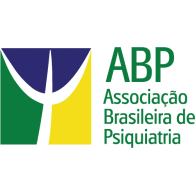 ABP
Associação
Brasileira de
Psiquiatria